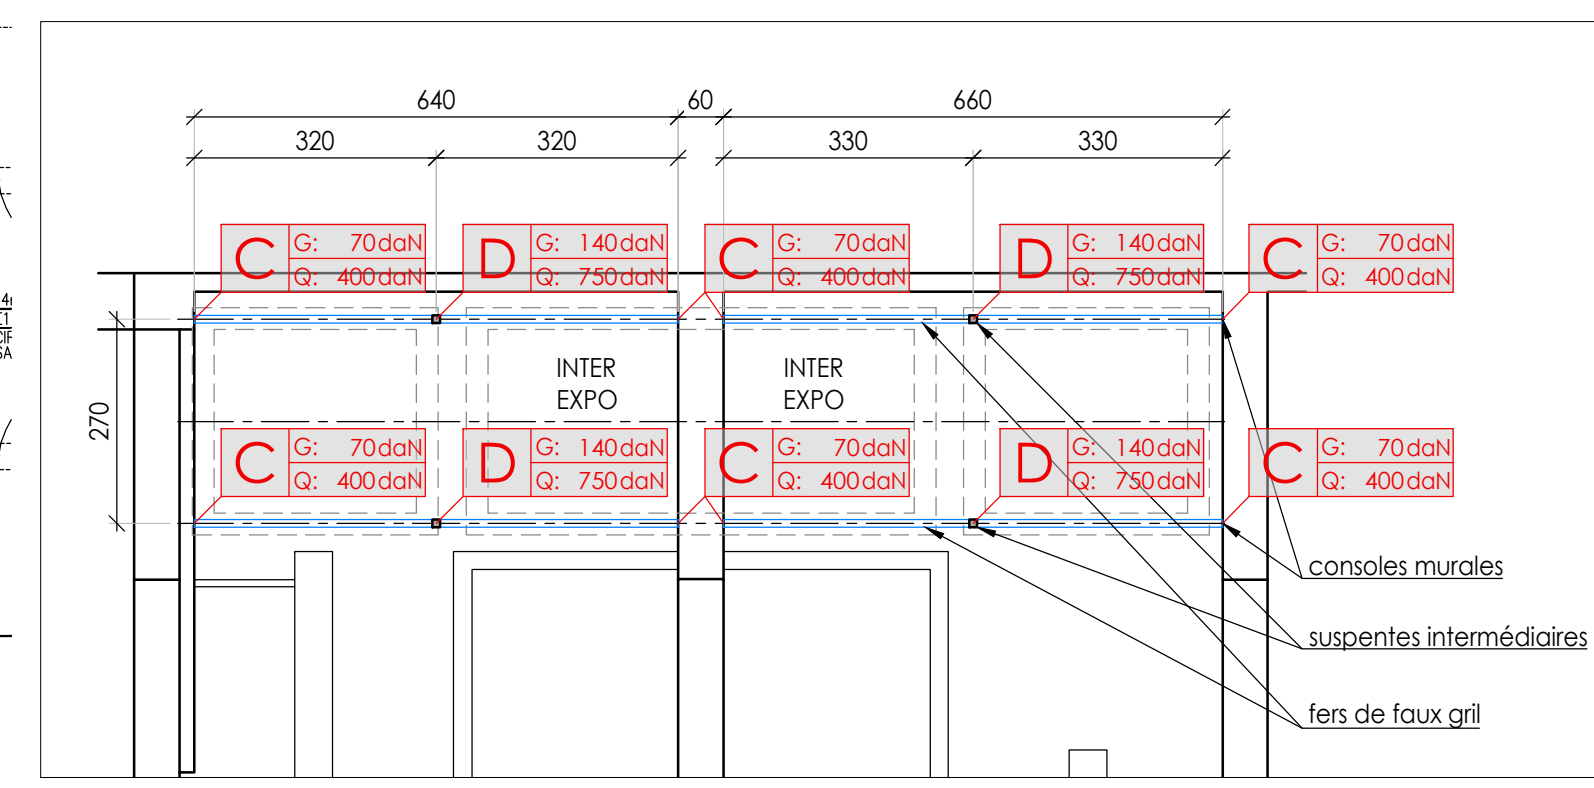 640 60 660
320 320 330 330
C G: 70daN Q: 400daN
D G: 140daN Q: 750daN
C G: 70daN Q: 400daN
D G: 140daN Q: 750daN
C G: 70daN Q: 400daN
INTER
EXPO
INTER
EXPO
270
C G: 70daN Q: 400daN
D G: 140daN Q: 750daN
C G: 70daN Q: 400daN
D G: 140daN Q: 750daN
C G: 70daN Q: 400daN
consoles murales
suspentes intermédiaires
fers de faux gril